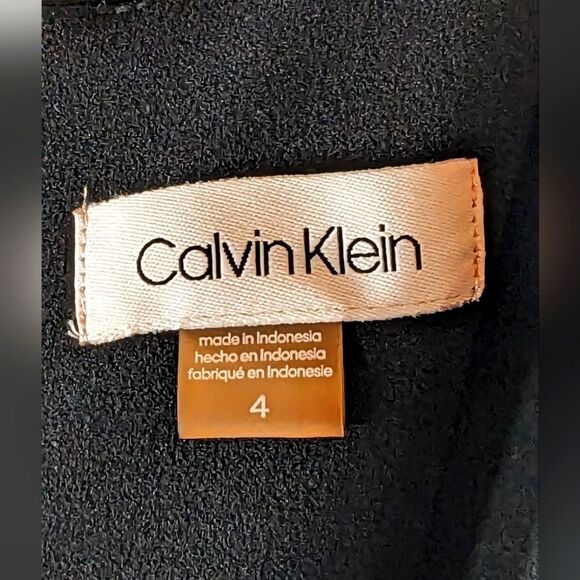 Calvin Klein
made in Indonesia
hecho en Indonesia
fabriqué en Indonesie
4